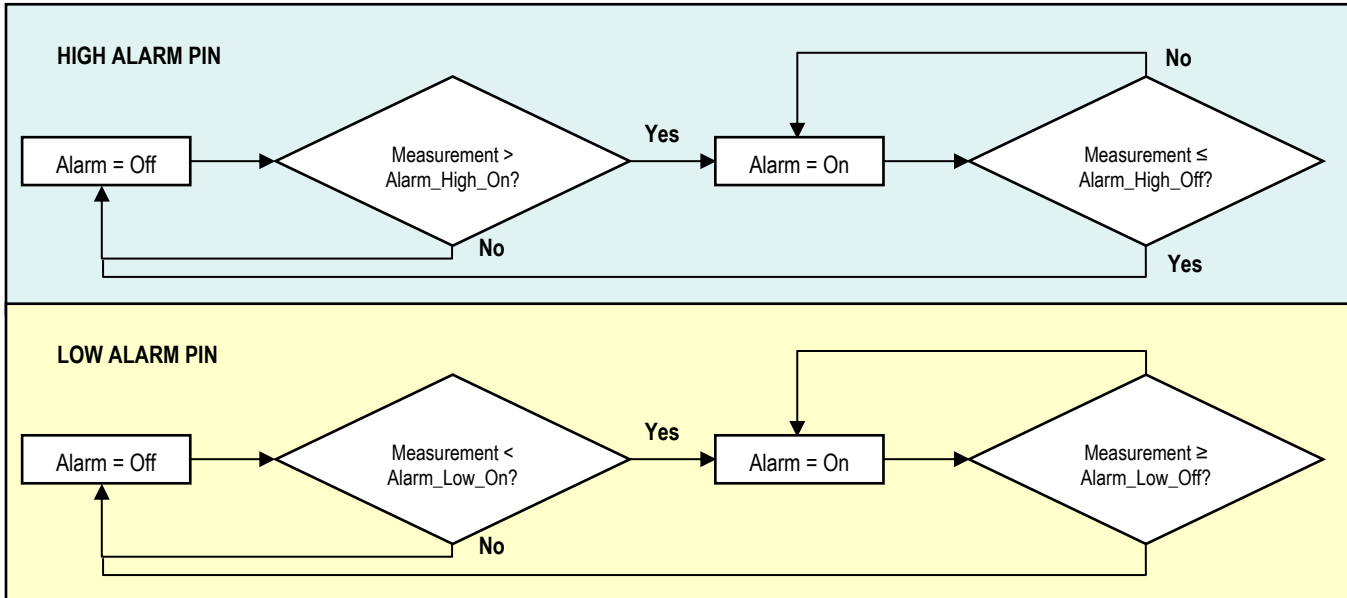 HIGH ALARM PIN
No
Alarm = Off
Measurement >
Alarm_High_On?
Yes
Alarm = On
Measurement ≤
Alarm_High_Off?
No
Yes
LOW ALARM PIN
Alarm = Off
Measurement <
Alarm_Low_On?
Yes
Alarm = On
Measurement ≥
Alarm_Low_Off?
No